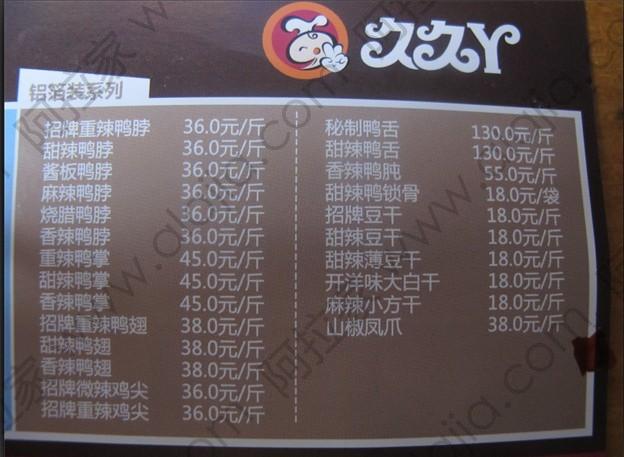 久久丫
铝箔装系列
招牌重辣鸭脖 36.0元/斤
甜辣鸭脖 36.0元/斤
酱板鸭脖 36.0元/斤
麻辣鸭脖 36.0元/斤
烧腊鸭脖 36.0元/斤
香辣鸭脖 36.0元/斤
重辣鸭掌 45.0元/斤
甜辣鸭掌 45.0元/斤
香辣鸭掌 45.0元/斤
招牌重辣鸭翅 38.0元/斤
甜辣鸭翅 38.0元/斤
香辣鸭翅 38.0元/斤
招牌微辣鸡尖 36.0元/斤
招牌重辣鸡尖 36.0元/斤
秘制鸭舌 130.0元/斤
甜辣鸭舌 130.0元/斤
香辣鸭肫 55.0元/斤
甜辣鸭锁骨 18.0元/袋
招牌豆干 18.0元/斤
甜辣豆干 18.0元/斤
甜辣薄豆干 18.0元/斤
开洋味大白干 18.0元/斤
麻辣小方干 18.0元/斤
山椒凤爪 38.0元/斤
阿拉家 www.alajia.com